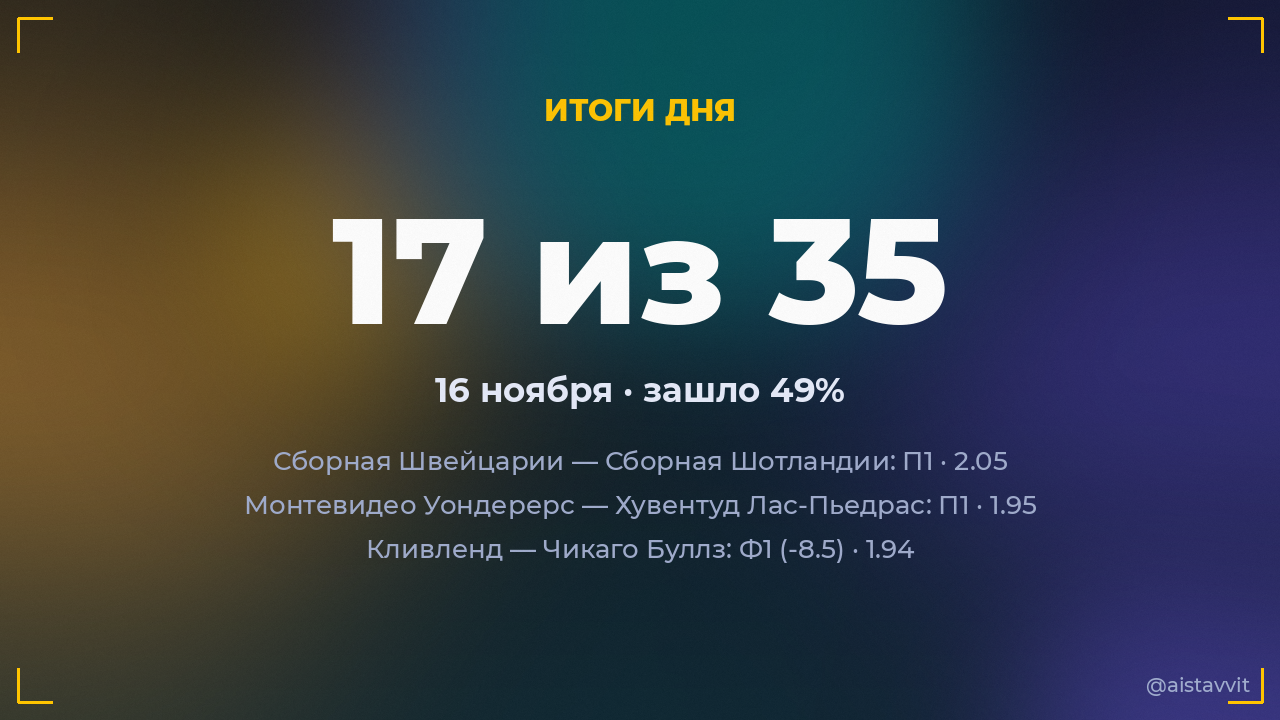 ИТОГИ ДНЯ
17 из 35
16 ноября · зашло 49%
Сборная Швейцарии — Сборная Шотландии: П1 · 2.05
Монтевидео Уондерерс — Хувентуд Лас-Пьедрас: П1 · 1.95
Кливленд — Чикаго Буллз: Ф1 (-8.5) · 1.94
@aistavvit